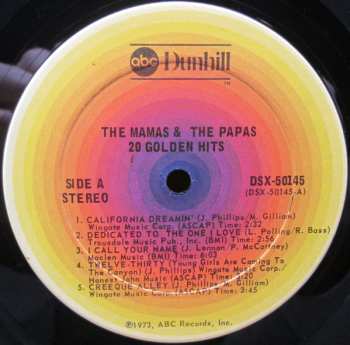 abc Dunhill
TM
THE MAMAS & THE PAPAS
20 GOLDEN HITS
SIDE A
STEREO
DSX-50145
(DSX-50145-A)
1. CALIFORNIA DREAMIN' (J. Phillips/M. Gilliam)
Wingate Music Corp. (ASCAP) Time: 2:32
2. DEDICATED TO THE ONE I LOVE (L. Polling/R. Bass)
Trousdale Music Pub., Inc. (BMI) Time: 2:56
3. I CALL YOUR NAME (J. Lennon/P. McCartney)
Maclen Music (BMI) Time: 6:03
4. TWELVE-THIRTY (Young Girls are Coming To
The Canyon) (J. Phillips) Wingate Music Corp./
Honest John Music (ASCAP) Time: 3:20
5. CREEQUE ALLEY (J. Phillips/M. Gilliam)
Wingate Music Corp. (ASCAP) Time: 3:45
℗1973, ABC Records, Inc.